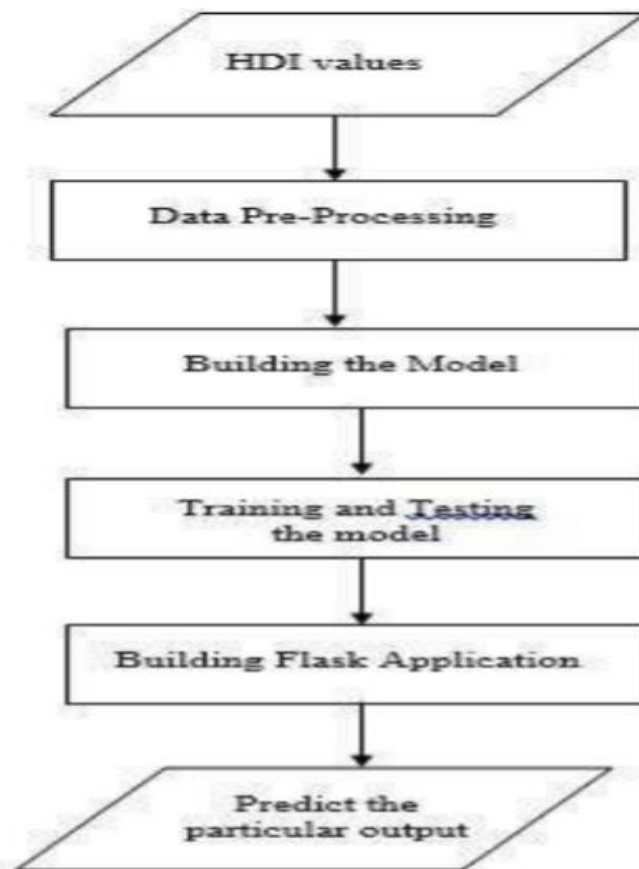 HDI values
Data Pre-Processing
Building the Model
Training and Testing
the model
Building Flask Application
Predict the
particular output